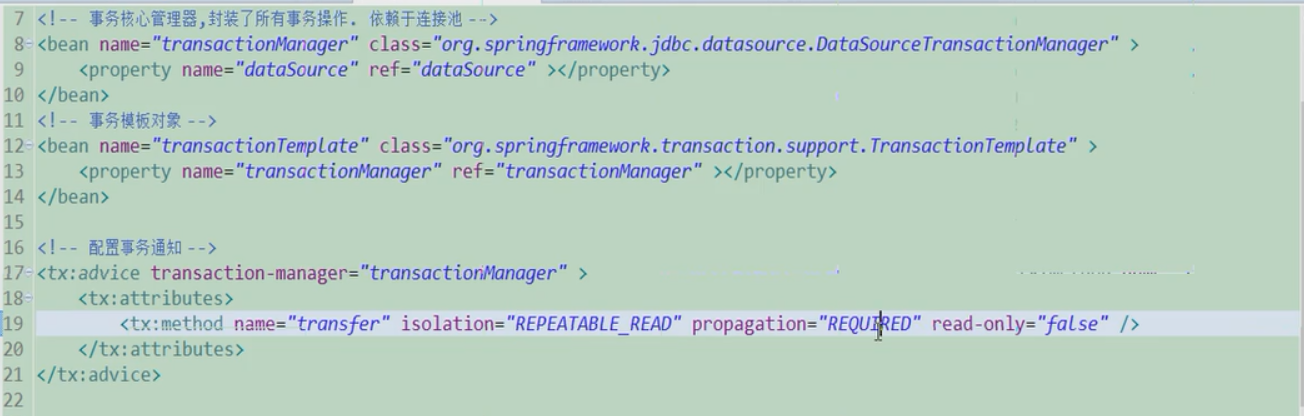 7 <!-- 事务核心管理器,封装了所有事务操作. 依赖于连接池 -->
8 <bean name="transactionManager" class="org.springframework.jdbc.datasource.DataSourceTransactionManager" >
9 <property name="dataSource" ref="dataSource" ></property>
10 </bean>
11 <!-- 事务模板对象 -->
12 <bean name="transactionTemplate" class="org.springframework.transaction.support.TransactionTemplate" >
13 <property name="transactionManager" ref="transactionManager" ></property>
14 </bean>
15
16 <!-- 配置事务通知 -->
17 <tx:advice transaction-manager="transactionManager" >
18 <tx:attributes>
19 <tx:method name="transfer" isolation="REPEATABLE_READ" propagation="REQUIRED" read-only="false" />
20 </tx:attributes>
21 </tx:advice>
22